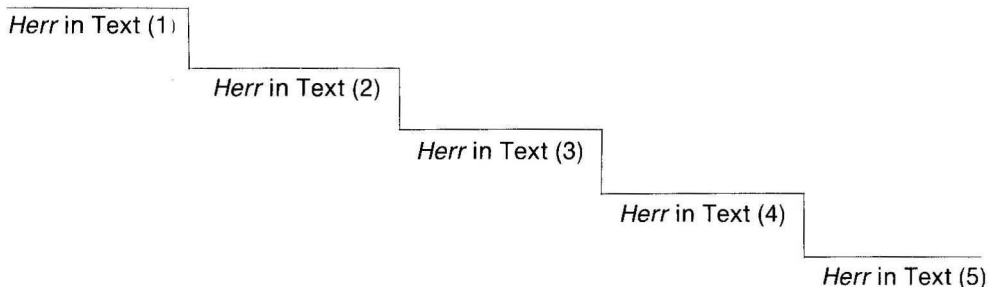 Herr in Text (1)
Herr in Text (2)
Herr in Text (3)
Herr in Text (4)
Herr in Text (5)